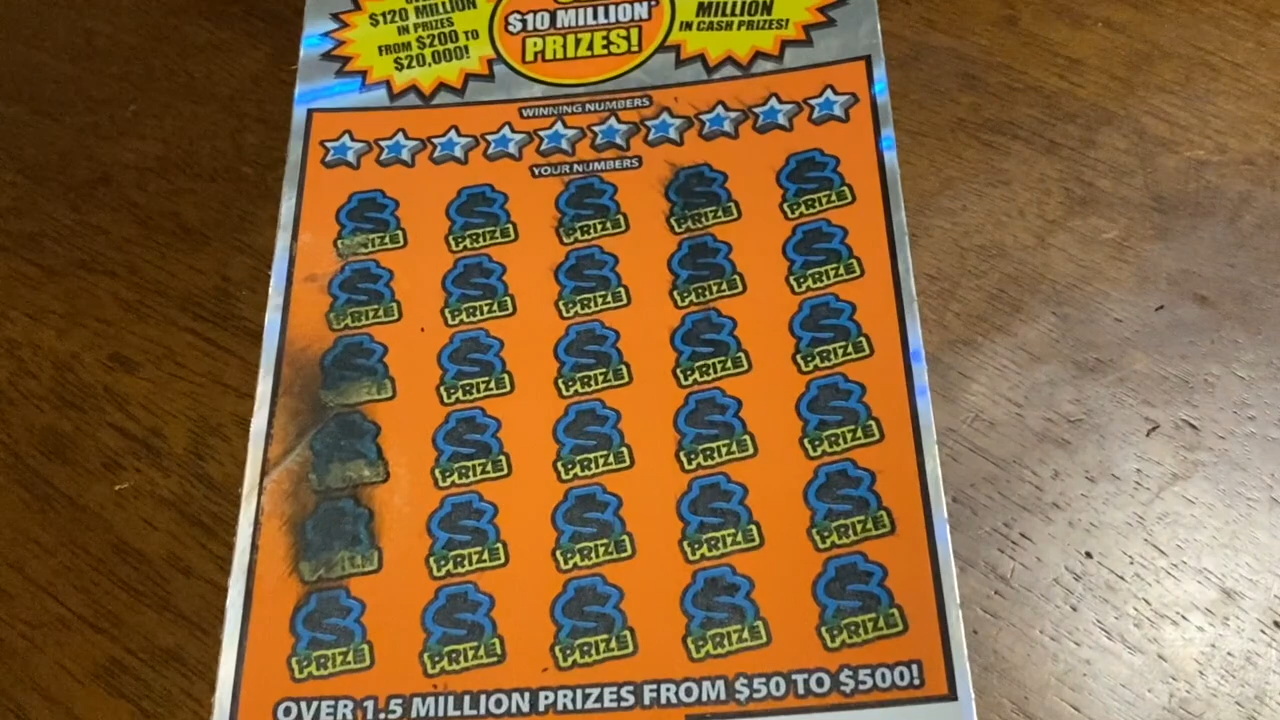 $120 MILLION
IN PRIZES
FROM $200 TO
$20,000!
$10 MILLION*
PRIZES!
MILLION
IN CASH PRIZES!
WINNING NUMBERS
YOUR NUMBERS
PRIZE PRIZE PRIZE PRIZE PRIZE
PRIZE PRIZE PRIZE PRIZE PRIZE
PRIZE PRIZE PRIZE PRIZE
PRIZE PRIZE PRIZE PRIZE
PRIZE PRIZE PRIZE PRIZE
PRIZE PRIZE PRIZE PRIZE PRIZE
OVER 1.5 MILLION PRIZES FROM $50 TO $500!